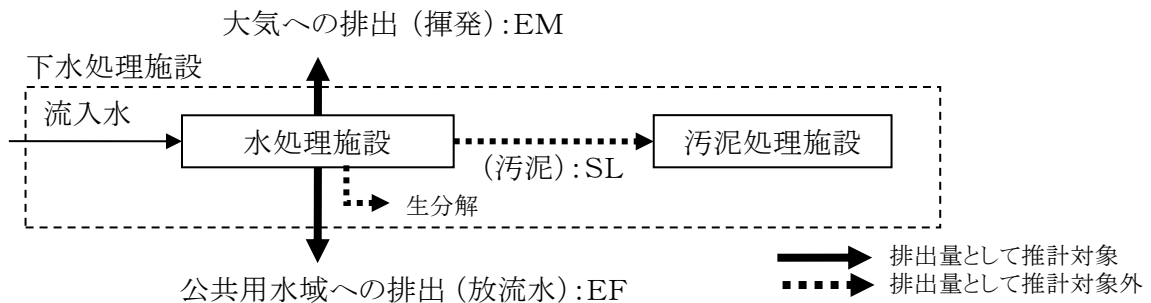 大気への排出（揮発）：EM
下水処理施設
流入水
水処理施設
汚泥処理施設
（汚泥）：SL
生分解
排出量として推計対象
公共用水域への排出（放流水）：EF
排出量として推計対象外